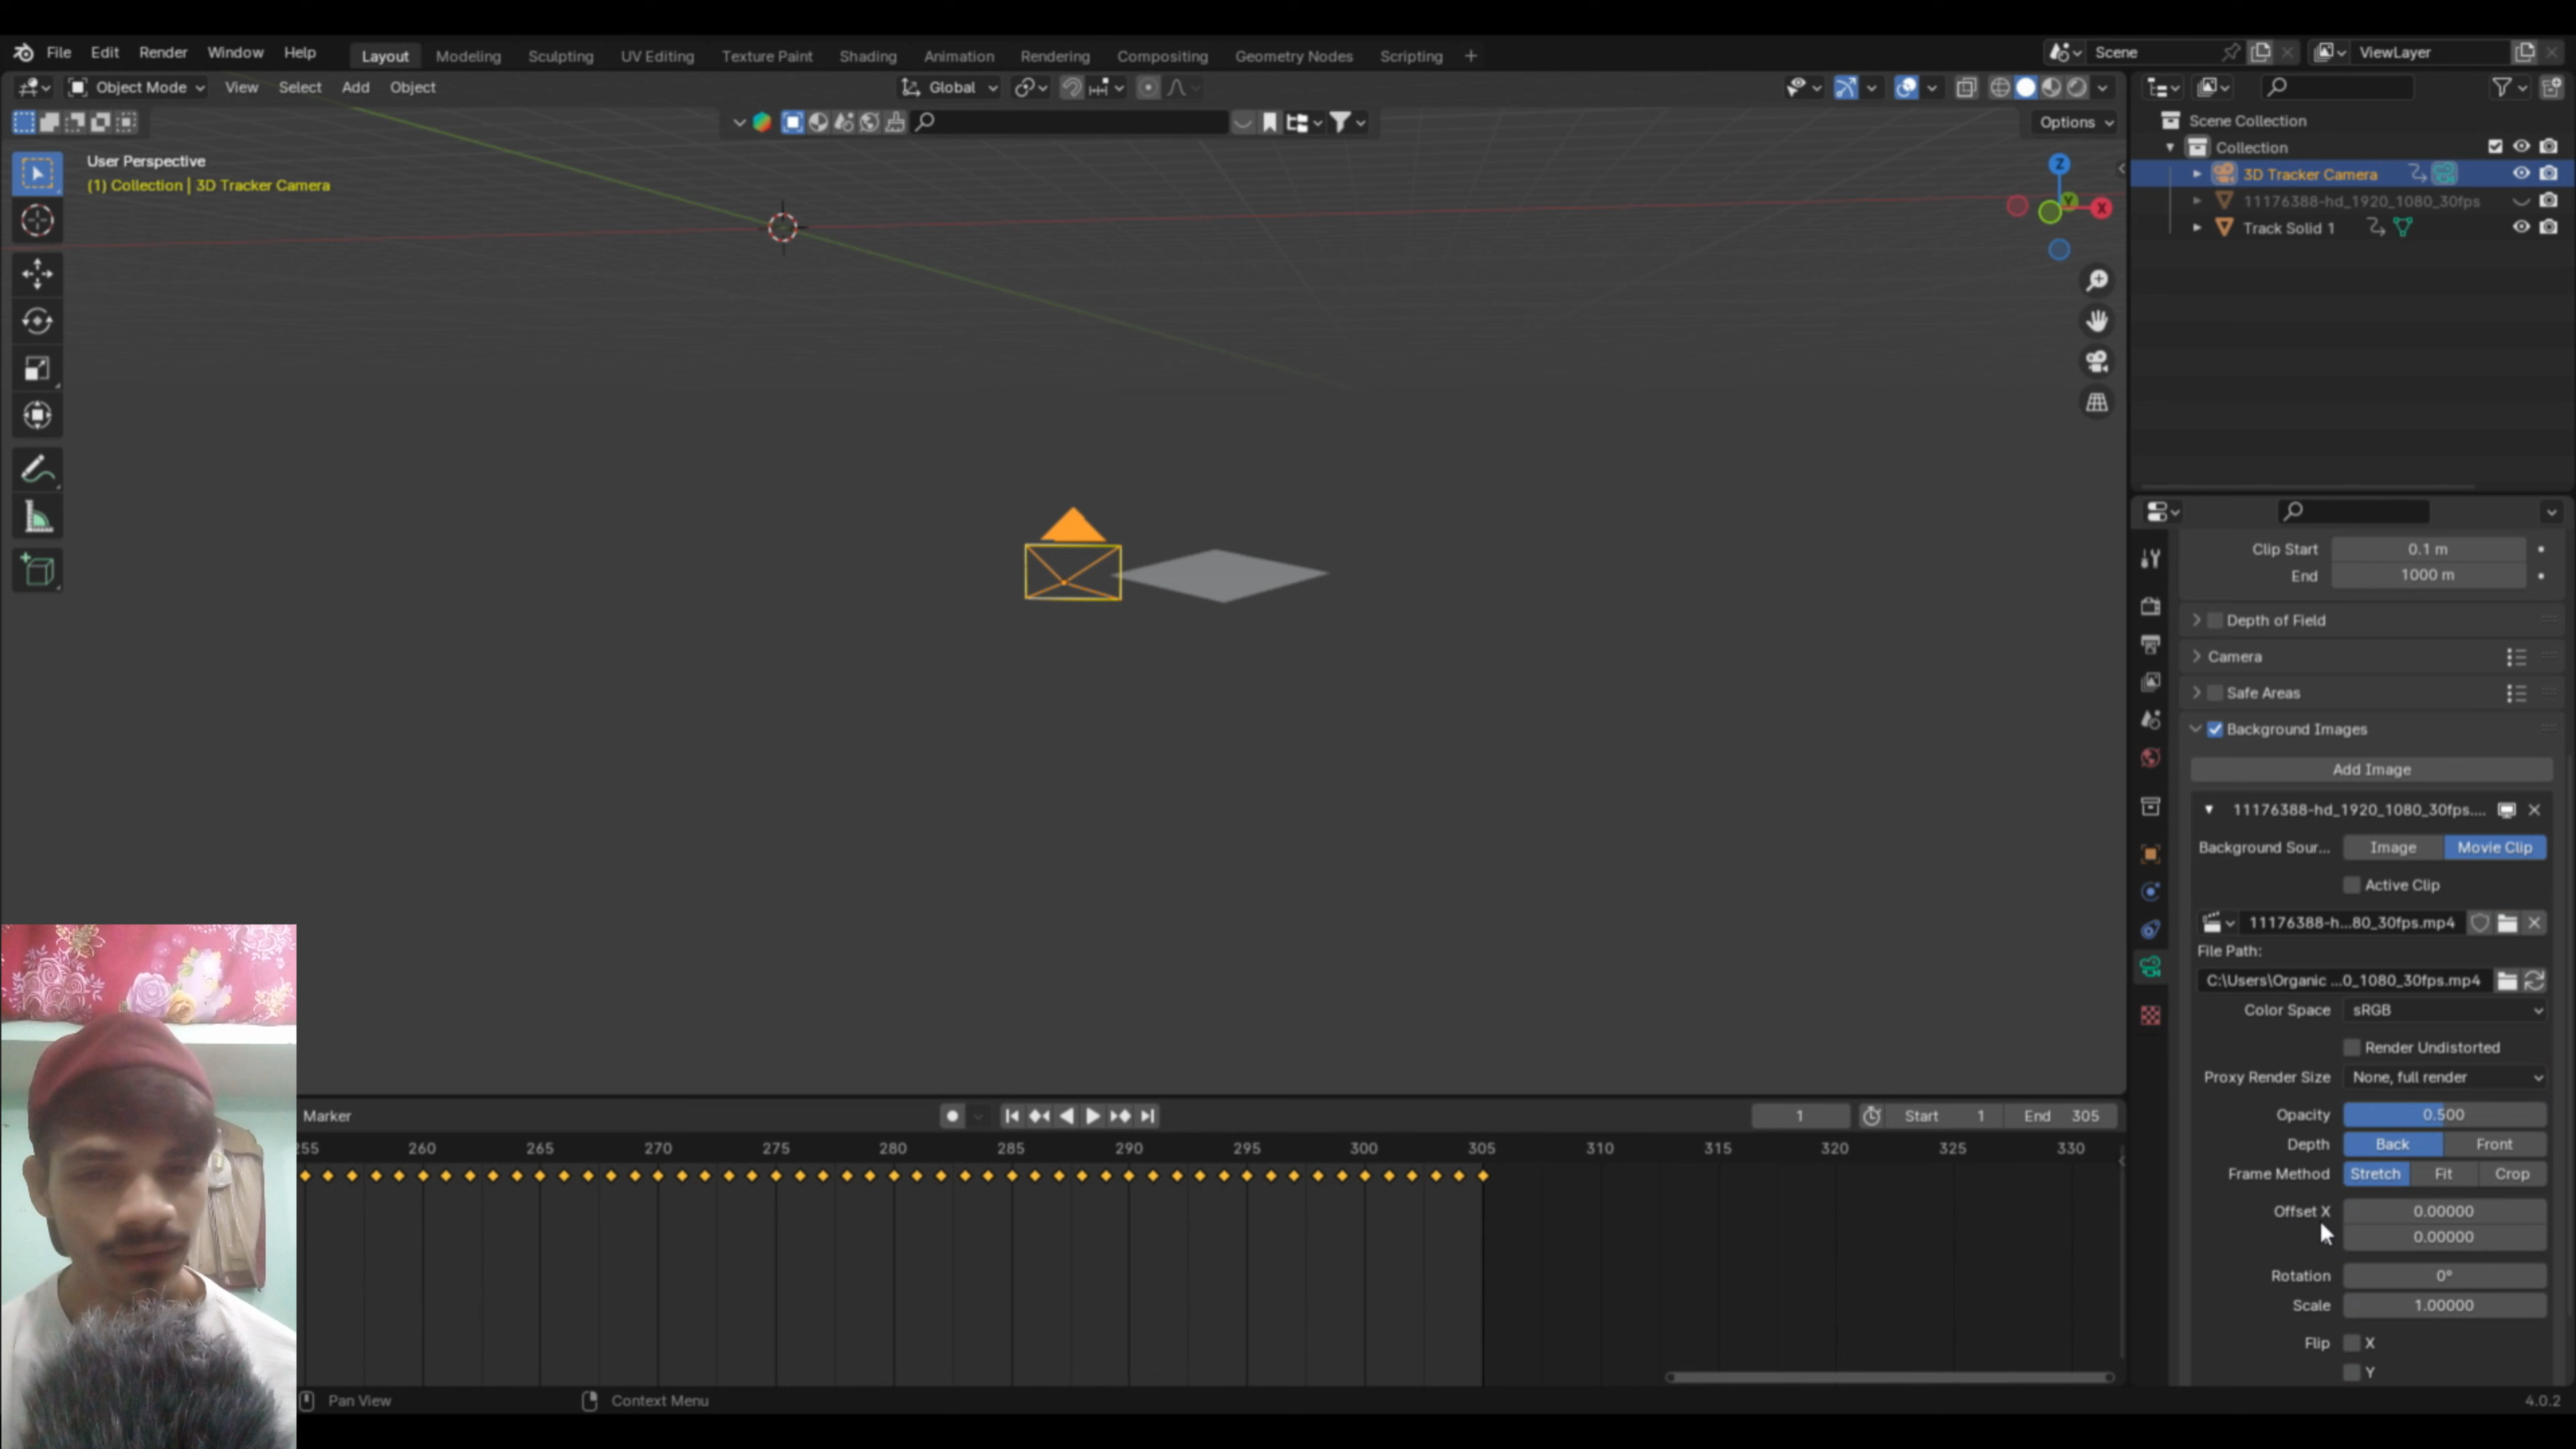 File Edit Render Window Help Layout Modeling Sculpting UV Editing Texture Paint Shading Animation Rendering Compositing Geometry Nodes Scripting + Scene ViewLayer
Object Mode View Select Add Object Global
Options
User Perspective
(1) Collection | 3D Tracker Camera
Z
Y
X
Scene Collection
Collection
3D Tracker Camera
11176388-hd_1920_1080_30fps
Track Solid 1
Clip Start 0.1 m
End 1000 m
Depth of Field
Camera
Safe Areas
Background Images
Add Image
11176388-hd_1920_1080_30fps....
Background Sour... Image Movie Clip
Active Clip
11176388-h...80_30fps.mp4
File Path:
C:\Users\Organic ...0_1080_30fps.mp4
Color Space sRGB
Render Undistorted
Proxy Render Size None, full render
Opacity 0.500
Depth Back Front
Frame Method Stretch Fit Crop
Offset X 0.00000
0.00000
Rotation 0°
Scale 1.00000
Flip X
Y
Marker 1 Start 1 End 305
255 260 265 270 275 280 285 290 295 300 305 310 315 320 325 330
Pan View Context Menu 4.0.2